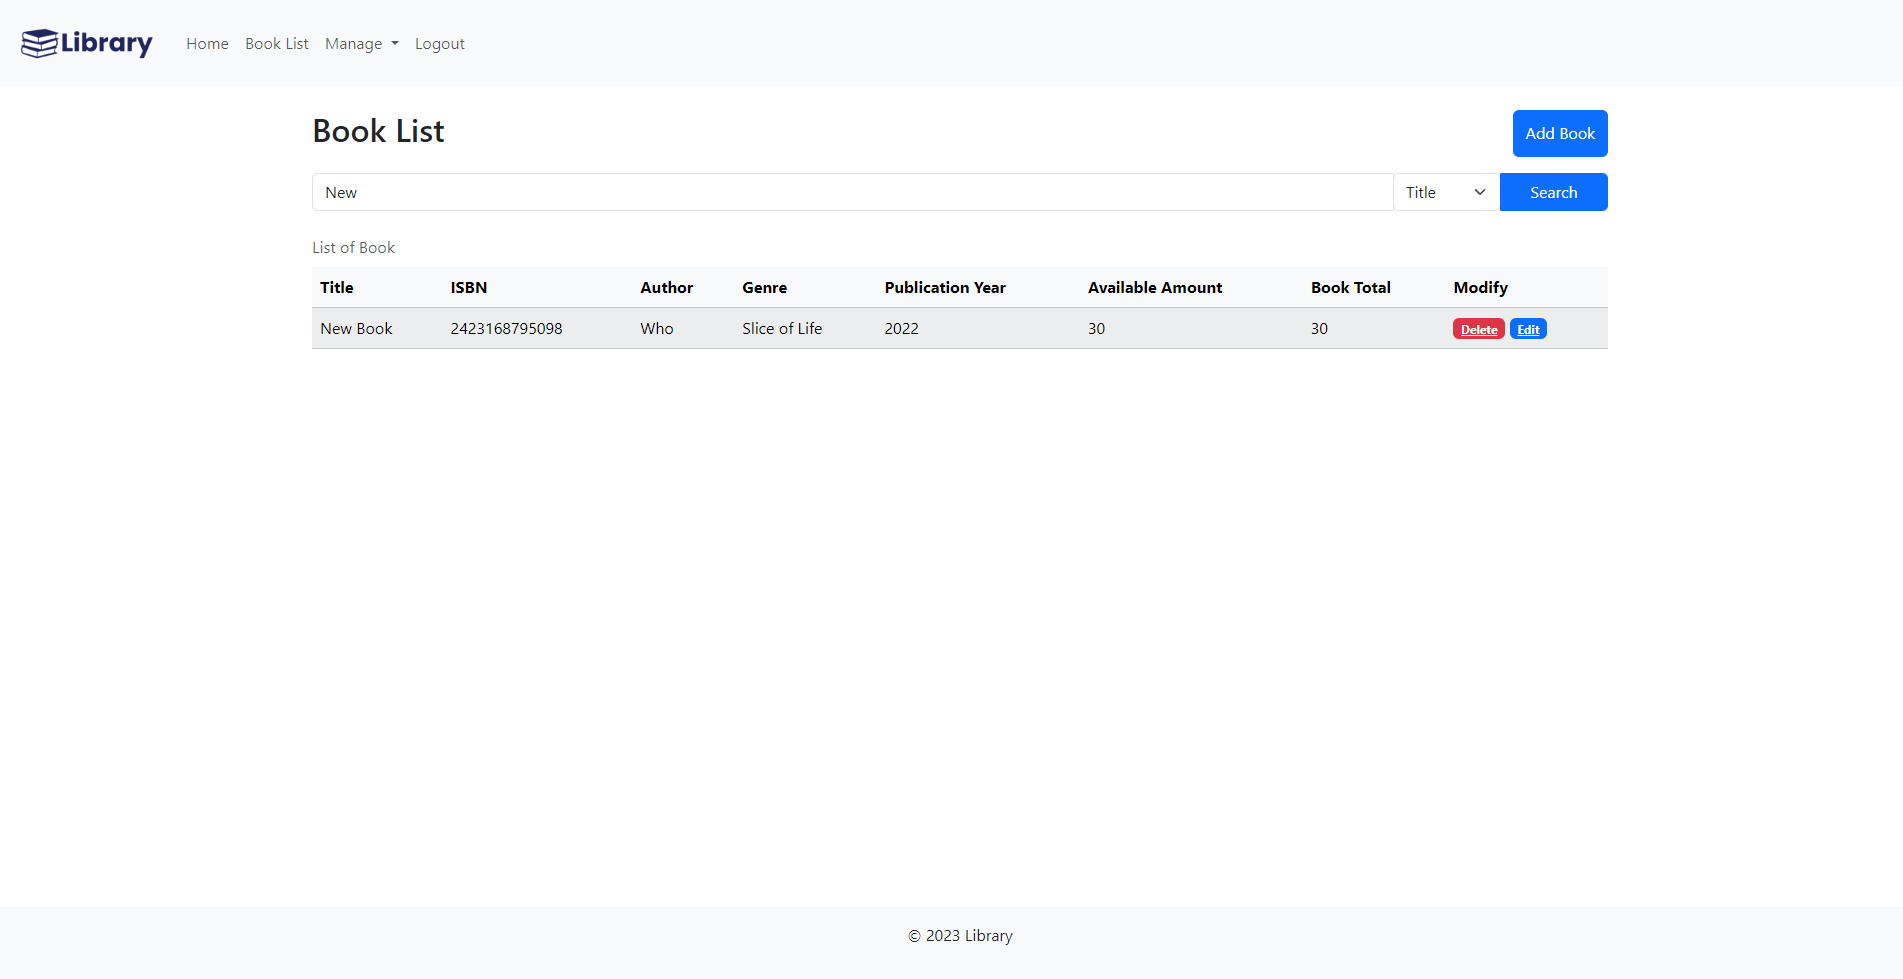 Library Home Book List Manage Logout
Book List Add Book
New Title Search
List of Book
Title ISBN Author Genre Publication Year Available Amount Book Total Modify
New Book 2423168795098 Who Slice of Life 2022 30 30 Delete Edit
© 2023 Library